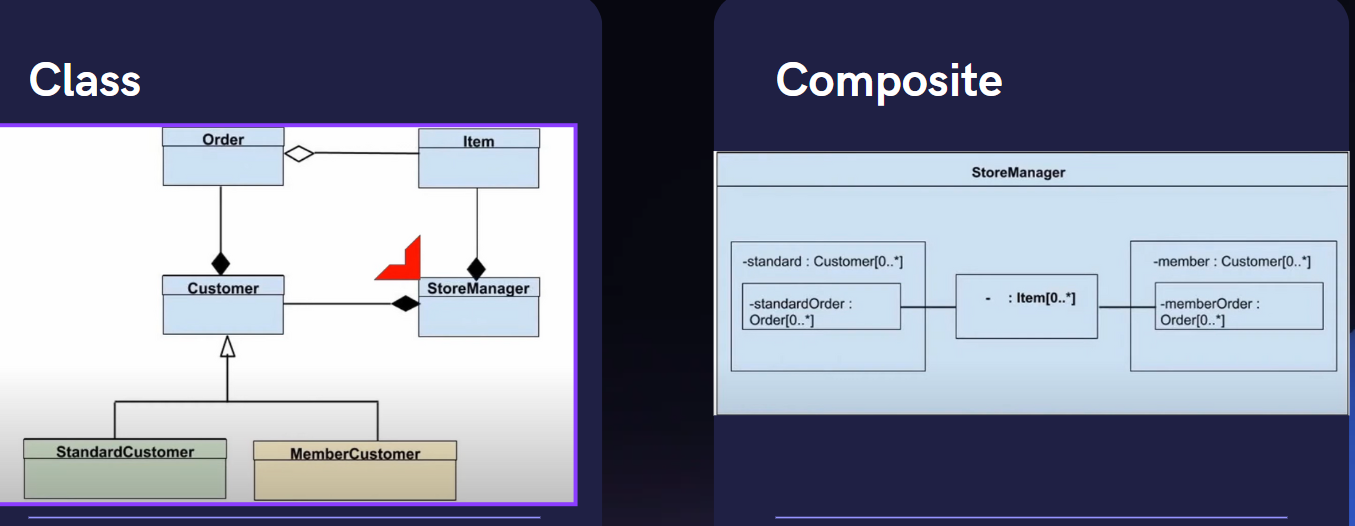 Class
Order
Item
Customer
StoreManager
StandardCustomer
MemberCustomer
Composite
StoreManager
-standard : Customer[0..*]
-standardOrder :
Order[0..*]
- : Item[0..*]
-member : Customer[0..*]
-memberOrder :
Order[0..*]